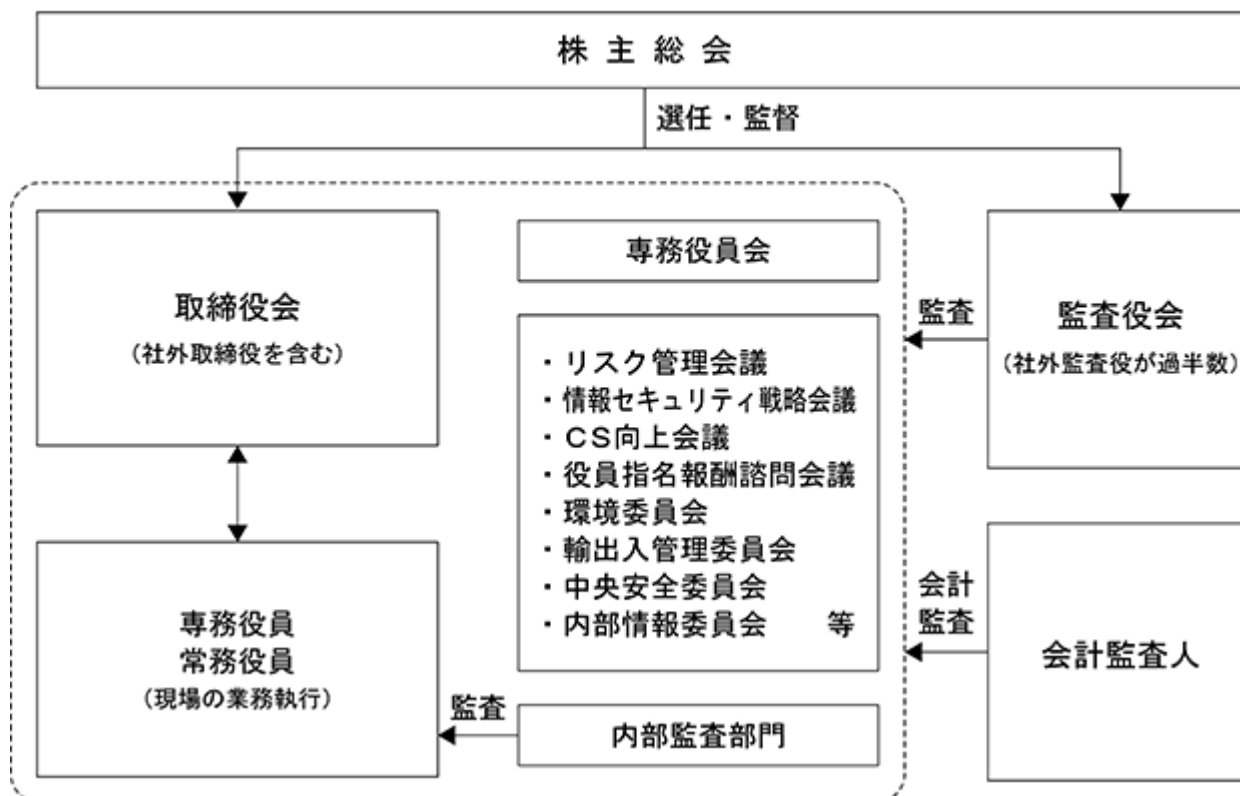 株主総会
選任・監督
取締役会
（社外取締役を含む）
専務役員会
・リスク管理会議
・情報セキュリティ戦略会議
・ＣＳ向上会議
・役員指名報酬諮問会議
・環境委員会
・輸出入管理委員会
・中央安全委員会
・内部情報委員会　等
監査
監査役会
（社外監査役が過半数）
専務役員
常務役員
（現場の業務執行）
監査
内部監査部門
会計
監査
会計監査人